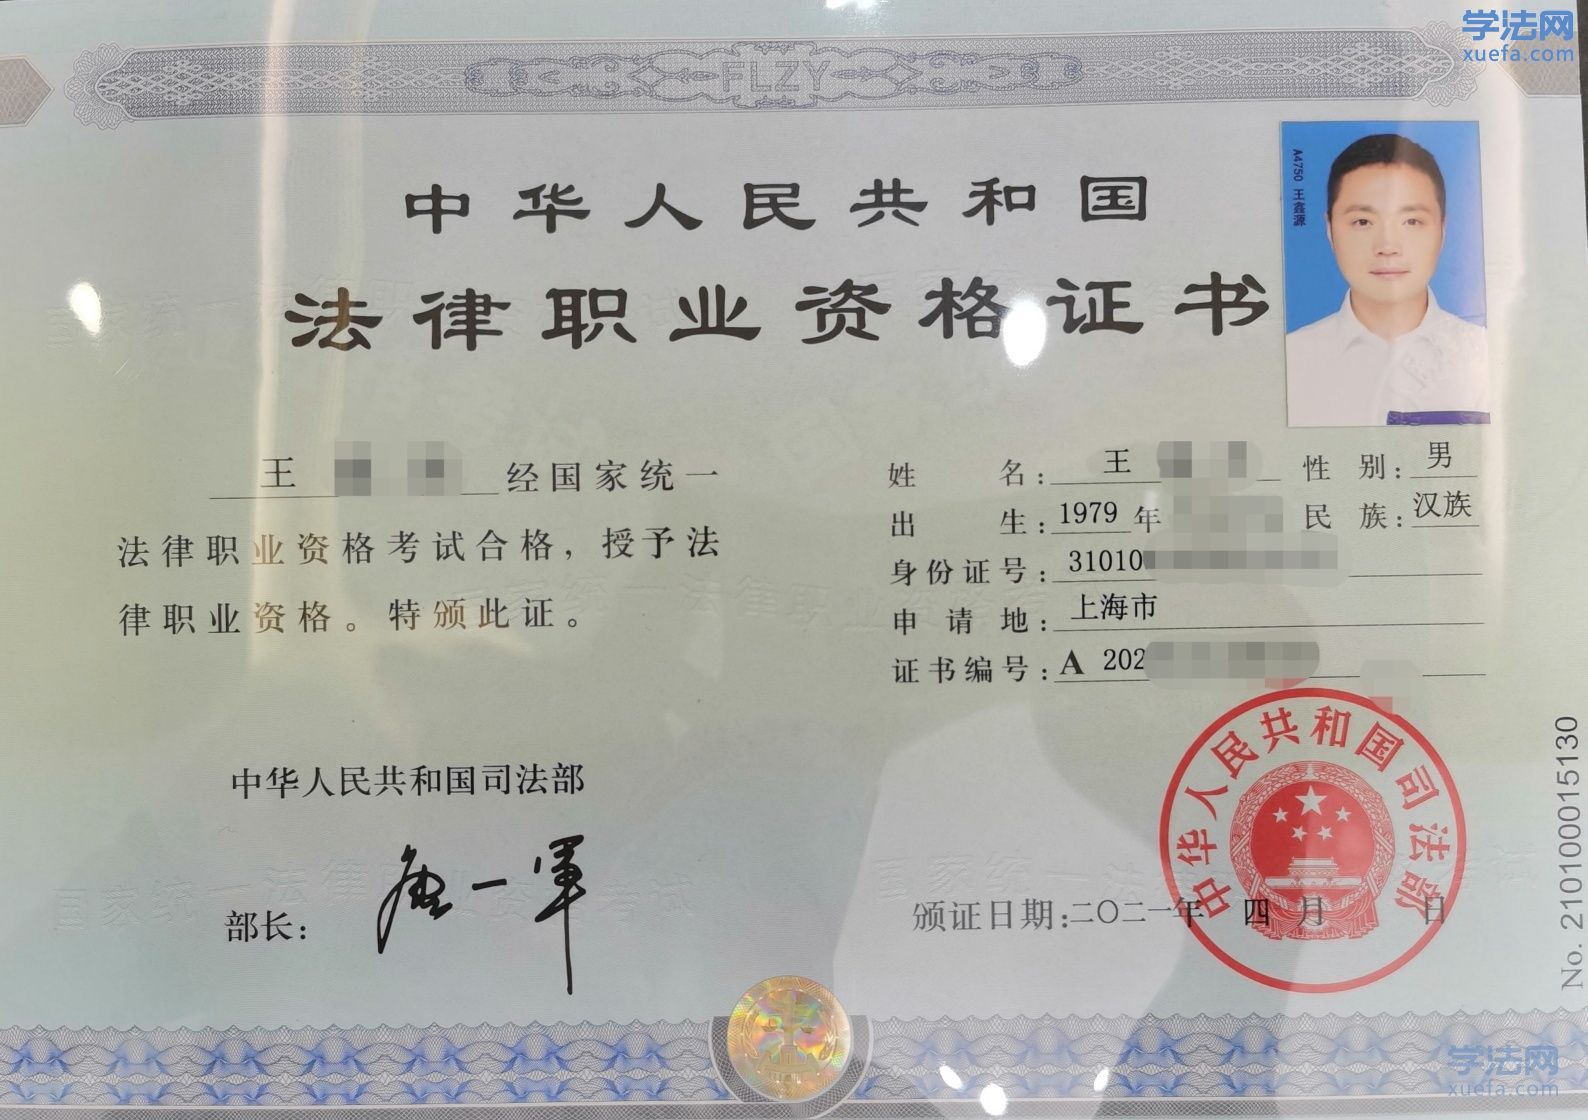 学法网
xuefa.com
FLZY
中华人民共和国
法律职业资格证书
A4750 王鑫源
王 经国家统一
法律职业资格考试合格，授予法
律职业资格。特颁此证。
姓名：王 性别：男
出生：1979 年 民族：汉族
身份证号：31010
申请地：上海市
证书编号：A 202
中华人民共和国司法部
部长：唐一军
颁证日期：二〇二一年 四 月 日
中华人民共和国司法部
No. 210100015130
学法网
xuefa.com